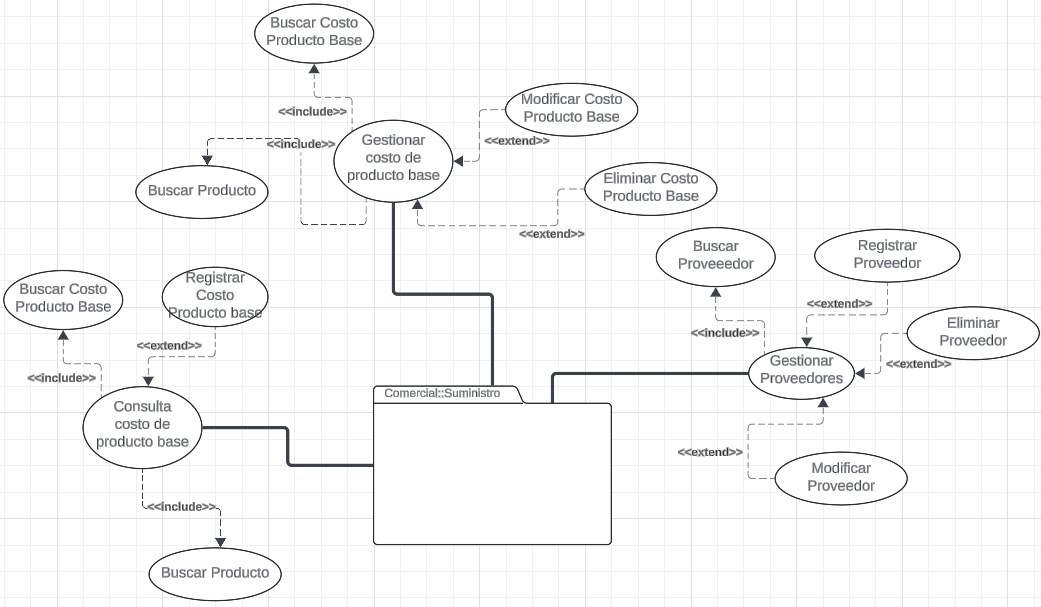 Buscar Costo
Producto Base
<<include>>
<<include>>
Gestionar
costo de
producto base
Modificar Costo
Producto Base
<<extend>>
Buscar Producto
Eliminar Costo
Producto Base
<<extend>>
Buscar
Proveeedor
Registrar
Proveedor
<<extend>>
<<include>>
Eliminar
Proveedor
<<extend>>
Gestionar
Proveedores
<<extend>>
Modificar
Proveedor
Buscar Costo
Producto Base
Registrar
Costo
Producto base
<<extend>>
<<include>>
Consulta
costo de
producto base
<<include>>
Buscar Producto
Comercial::Suministro